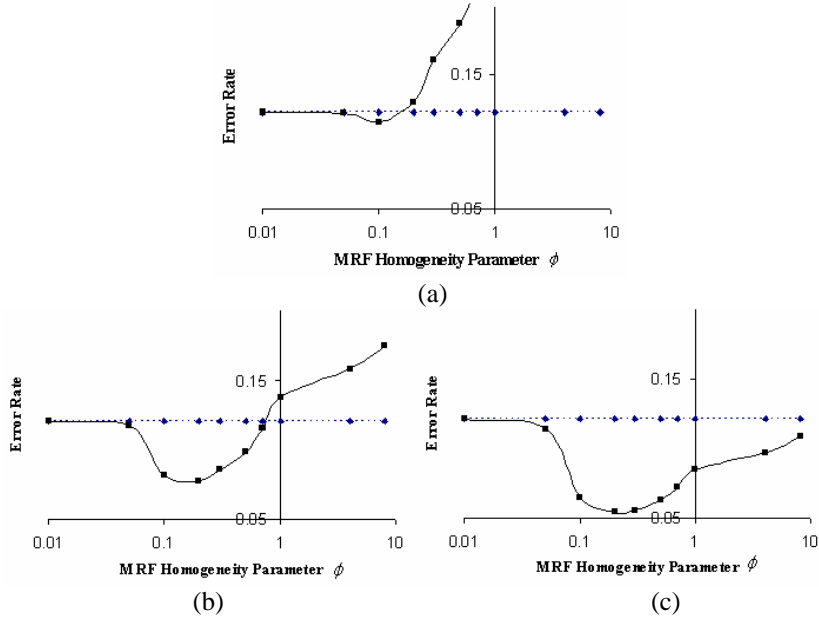 Error Rate
0.15
0.05
0.01 0.1 1 10
MRF Homogeneity Parameter ϕ
(a)
Error Rate
0.15
0.05
0.01 0.1 1 10
MRF Homogeneity Parameter ϕ
(b)
Error Rate
0.15
0.05
0.01 0.1 1 10
MRF Homogeneity Parameter ϕ
(c)